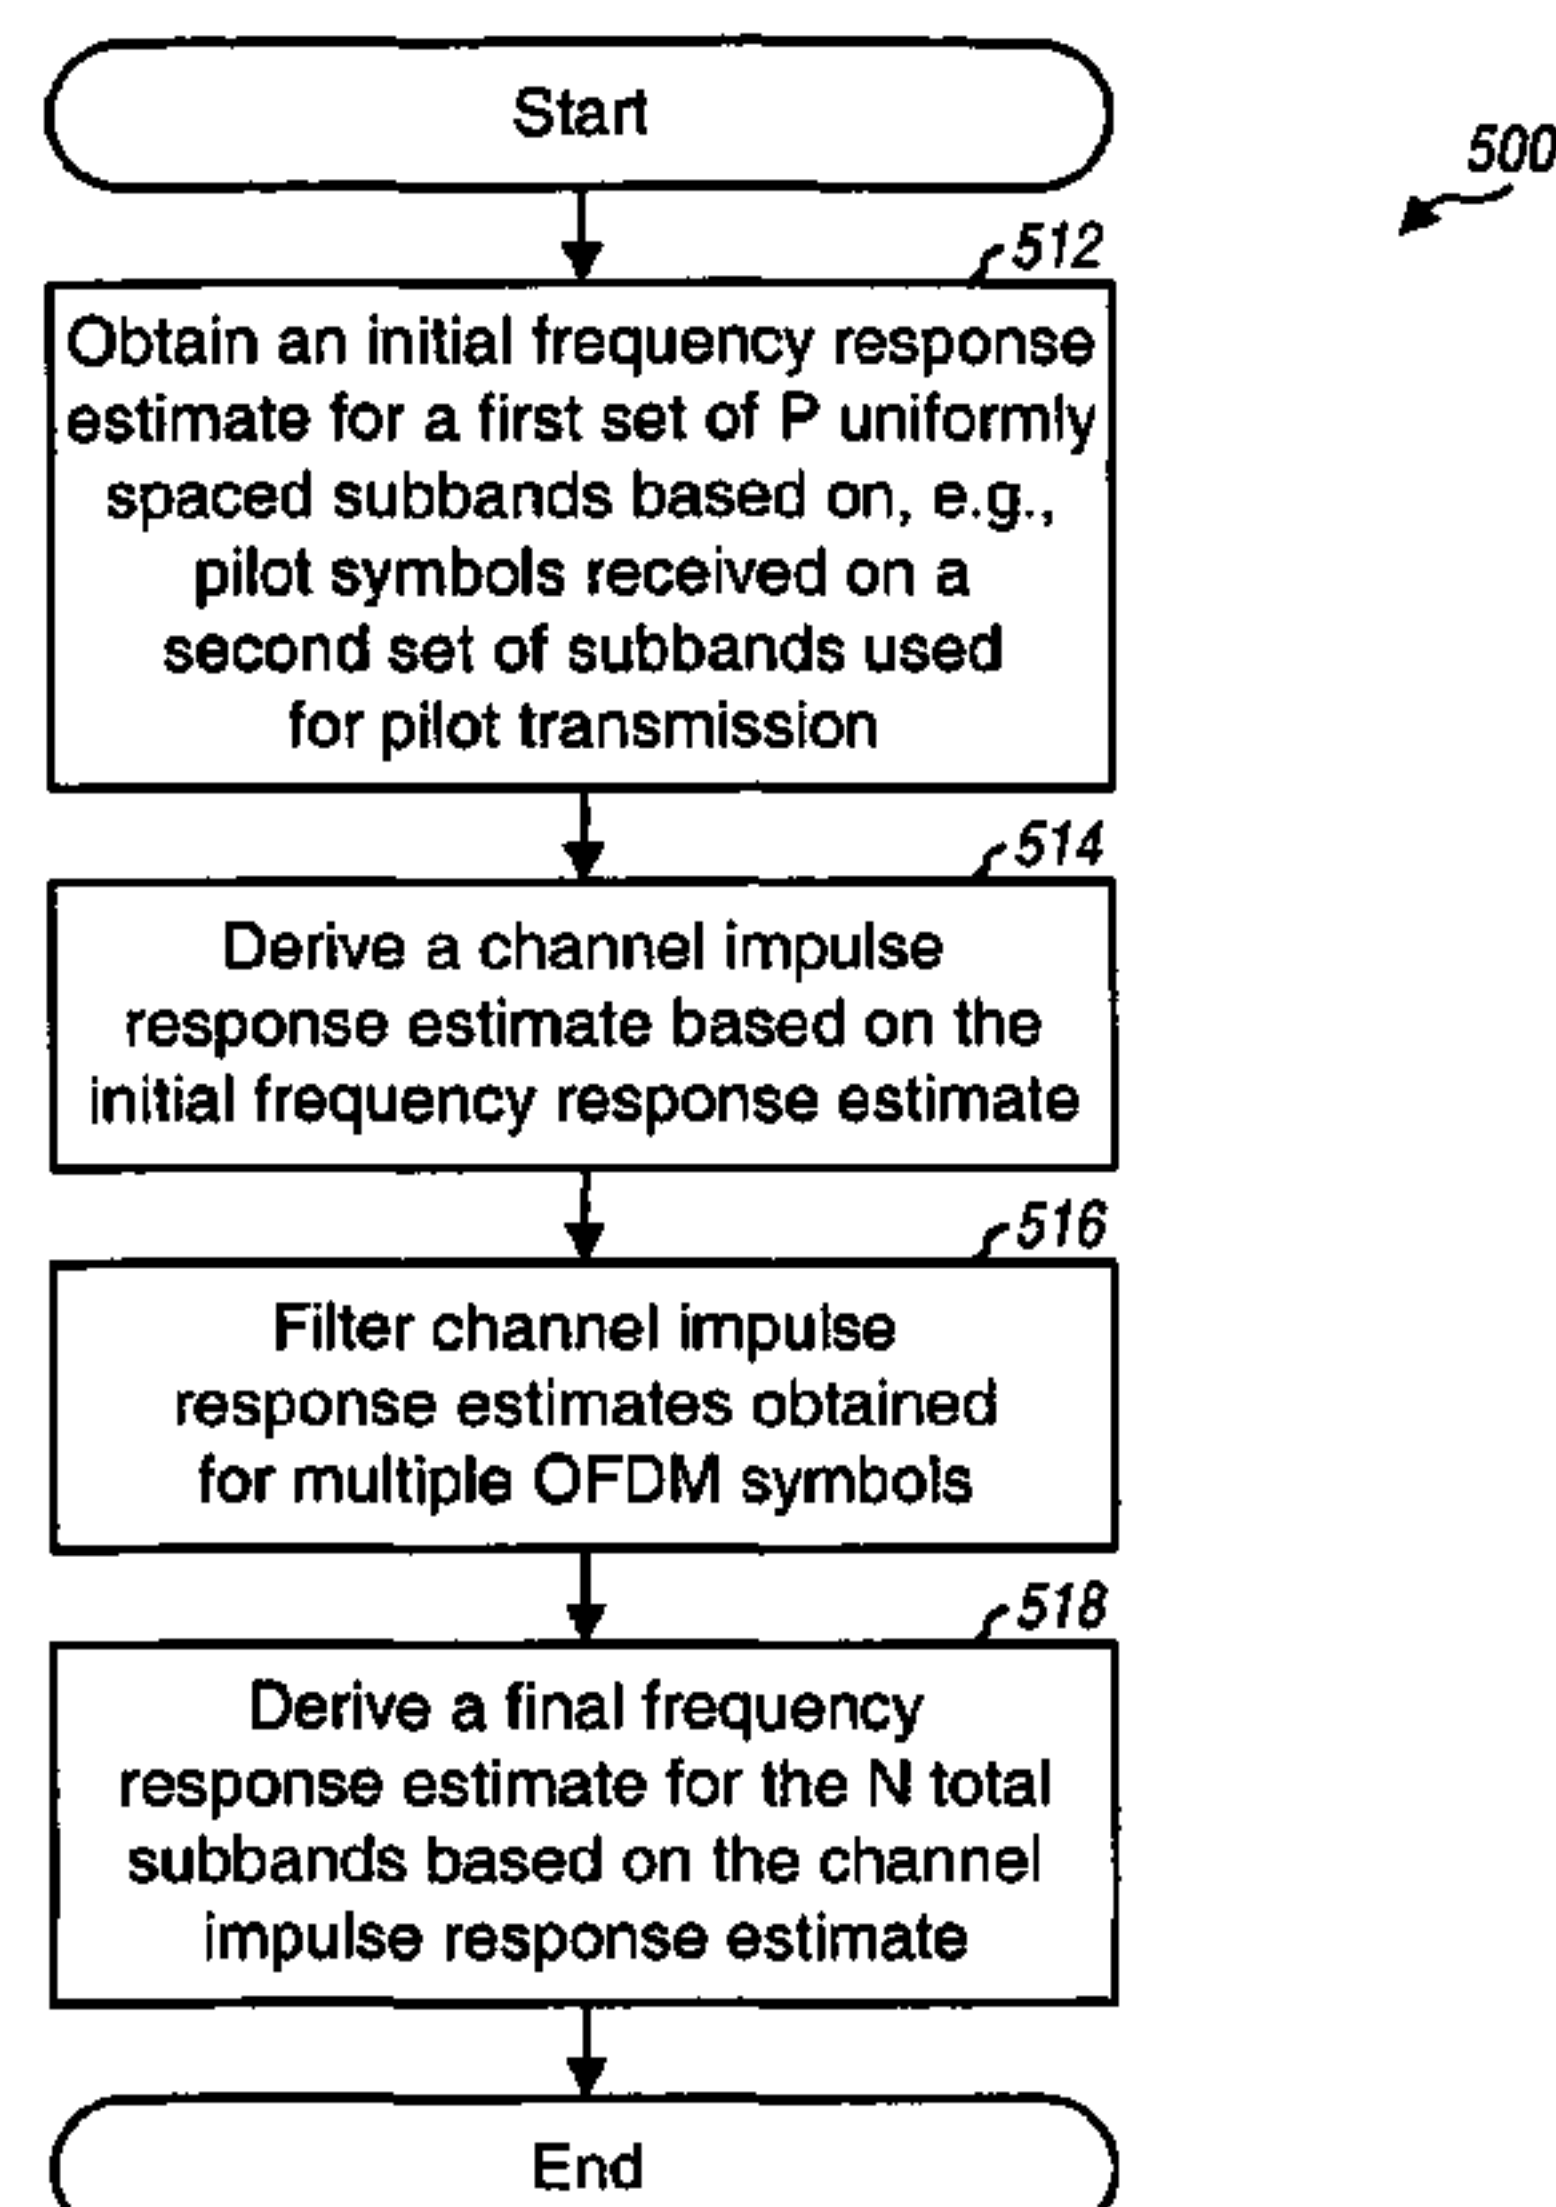 Start
500
512
Obtain an initial frequency response
estimate for a first set of P uniformly
spaced subbands based on, e.g.,
pilot symbols received on a
second set of subbands used
for pilot transmission
514
Derive a channel impulse
response estimate based on the
initial frequency response estimate
516
Filter channel impulse
response estimates obtained
for multiple OFDM symbols
518
Derive a final frequency
response estimate for the N total
subbands based on the channel
impulse response estimate
End